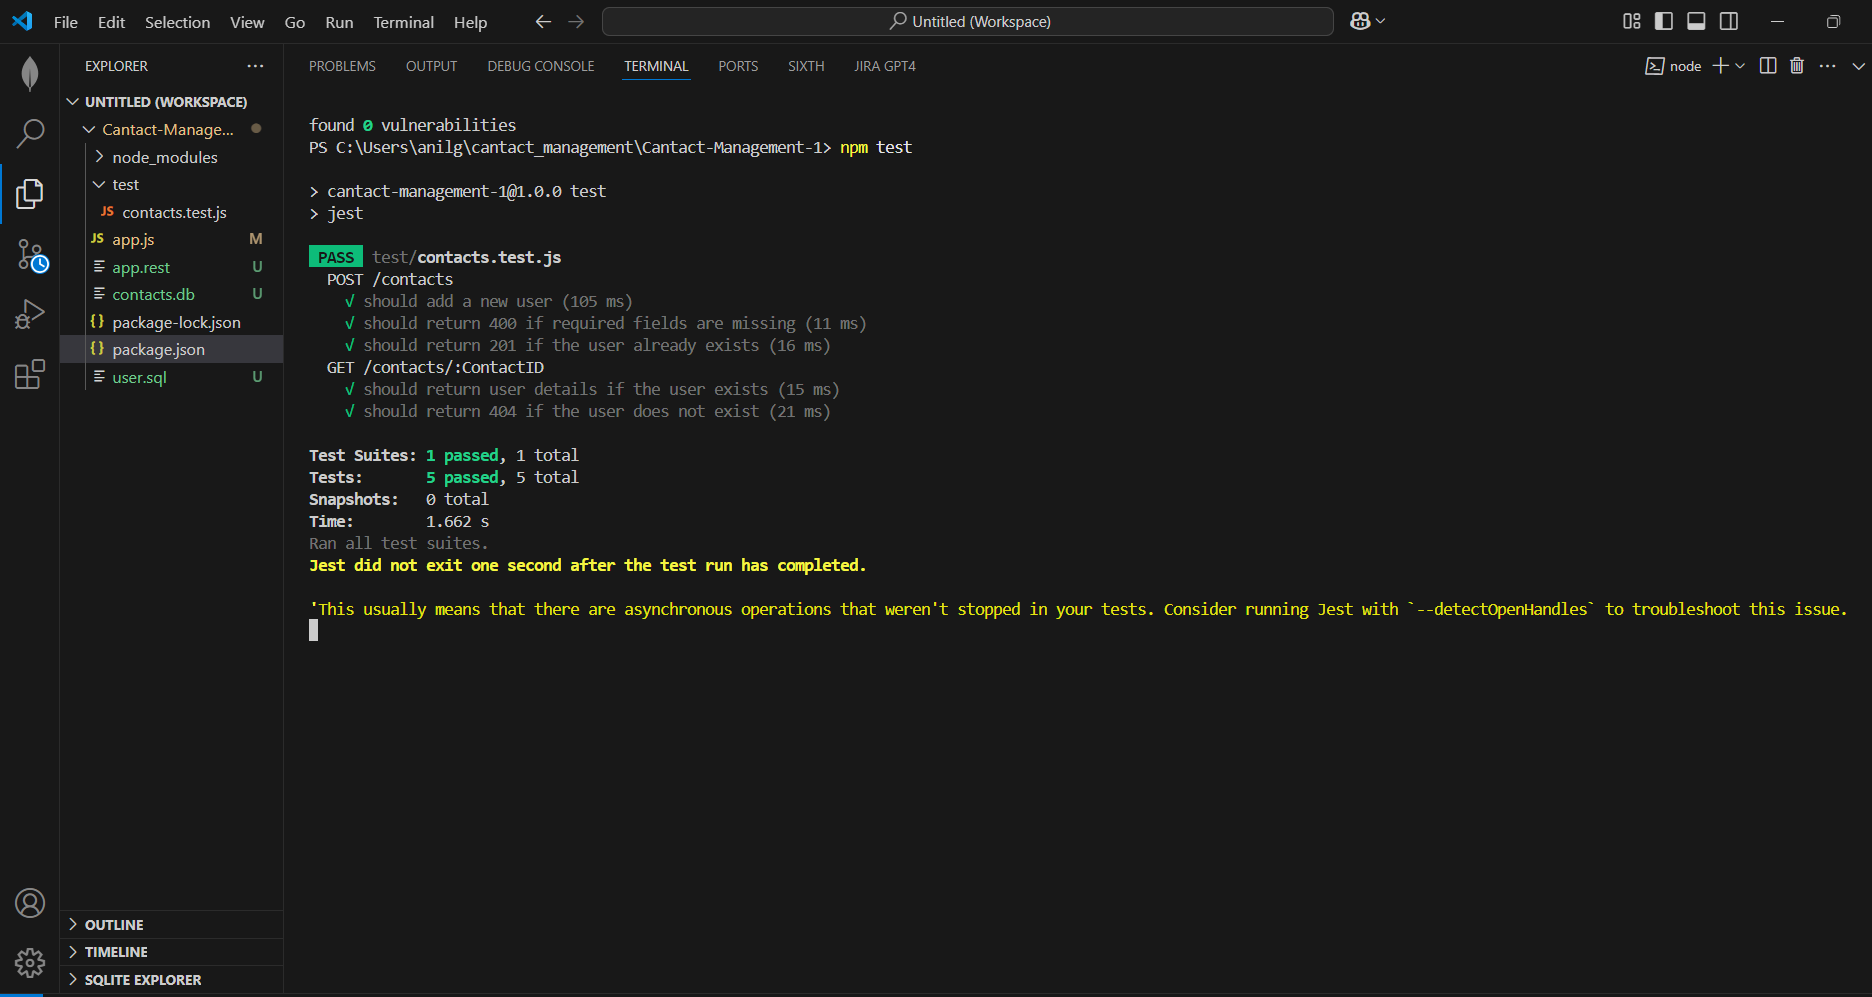 File Edit Selection View Go Run Terminal Help
Untitled (Workspace)
EXPLORER
UNTITLED (WORKSPACE)
Cantact-Manage...
node_modules
test
JS contacts.test.js
JS app.js M
app.rest U
contacts.db U
{} package-lock.json
{} package.json
user.sql U
OUTLINE
TIMELINE
SQLITE EXPLORER
PROBLEMS OUTPUT DEBUG CONSOLE TERMINAL PORTS SIXTH JIRA GPT4
node
found 0 vulnerabilities
PS C:\Users\anilg\cantact_management\Cantact-Management-1> npm test
> cantact-management-1@1.0.0 test
> jest
PASS test/contacts.test.js
POST /contacts
√ should add a new user (105 ms)
√ should return 400 if required fields are missing (11 ms)
√ should return 201 if the user already exists (16 ms)
GET /contacts/:ContactID
√ should return user details if the user exists (15 ms)
√ should return 404 if the user does not exist (21 ms)
Test Suites: 1 passed, 1 total
Tests: 5 passed, 5 total
Snapshots: 0 total
Time: 1.662 s
Ran all test suites.
Jest did not exit one second after the test run has completed.
'This usually means that there are asynchronous operations that weren't stopped in your tests. Consider running Jest with `--detectOpenHandles` to troubleshoot this issue.